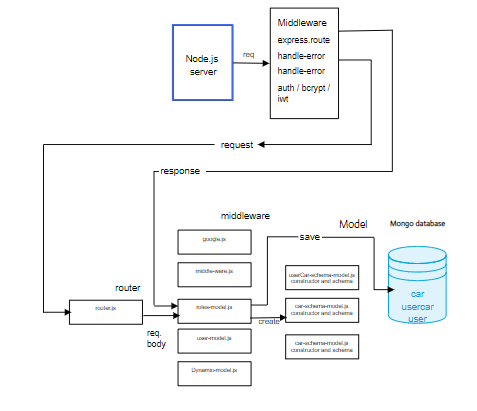 Middleware
express.route
handle-error
handle-error
auth / bcrypt /
jwt
Node.js
server
req
request
response
middleware
Model
Mongo database
google.js
save
middle-ware.js
userCar-schema-model.js
constructor and schema
car
usercar
user
router
router.js
roles-model.js
create
car-schema-model.js
constructor and schema
req.
body
user-model.js
car-schema-model.js
constructor and schema
Dynamic-model.js